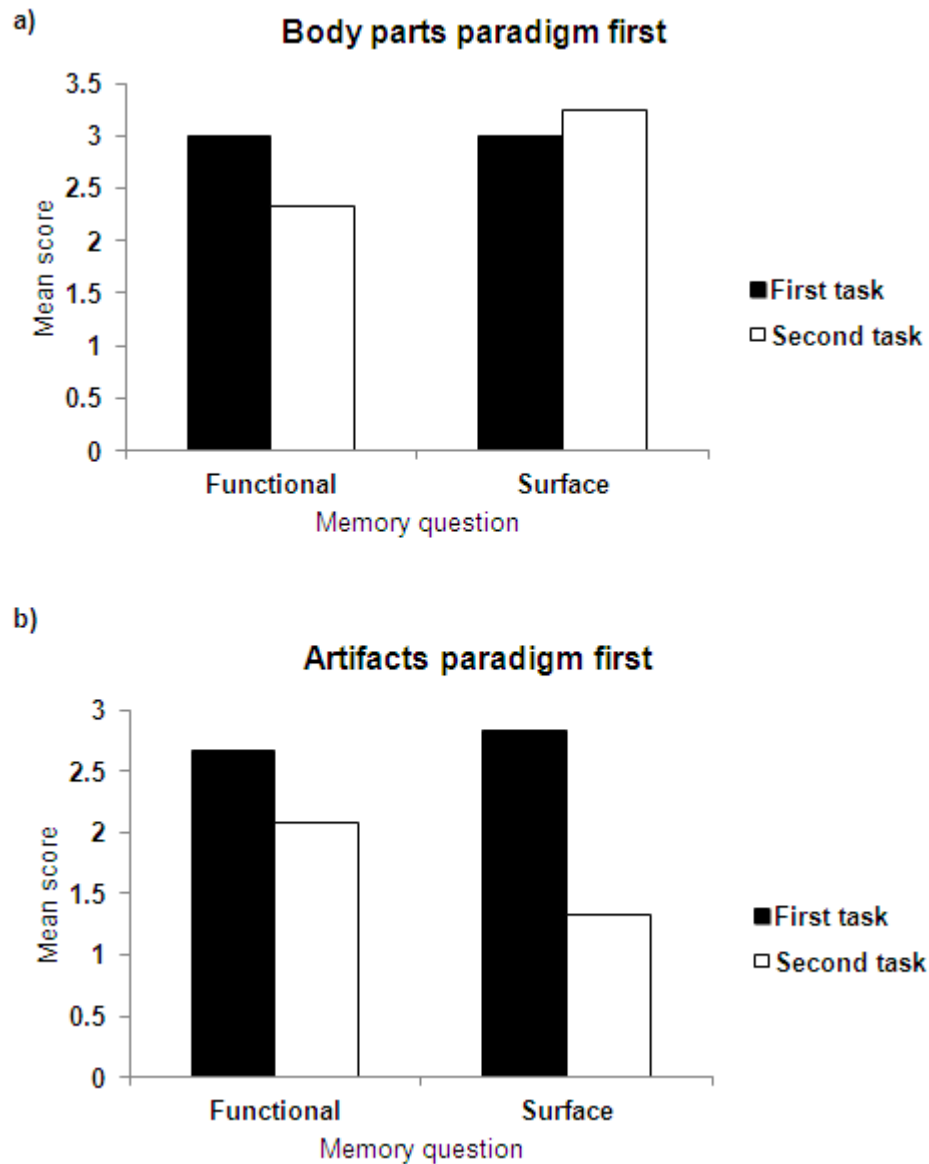 a)
Body parts paradigm first
3.5
3
2.5
2
1.5
1
0.5
0
Mean score
Functional
Surface
Memory question
First task
Second task
b)
Artifacts paradigm first
3
2.5
2
1.5
1
0.5
0
Mean score
Functional
Surface
Memory question
First task
Second task